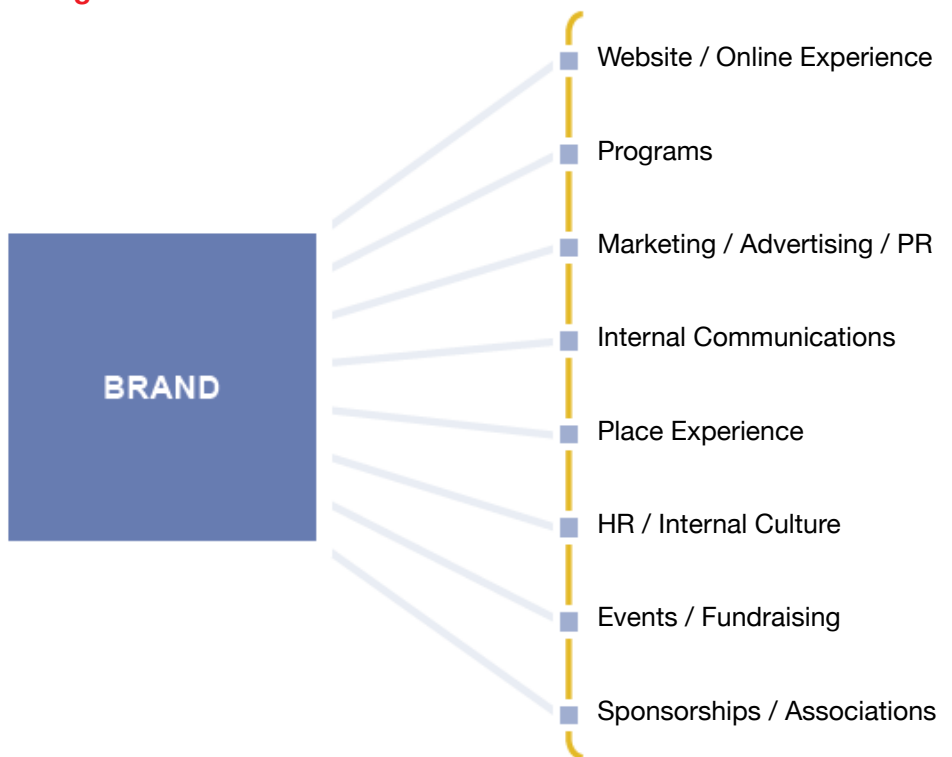 Website / Online Experience
Programs
Marketing / Advertising / PR
Internal Communications
BRAND
Place Experience
HR / Internal Culture
Events / Fundraising
Sponsorships / Associations